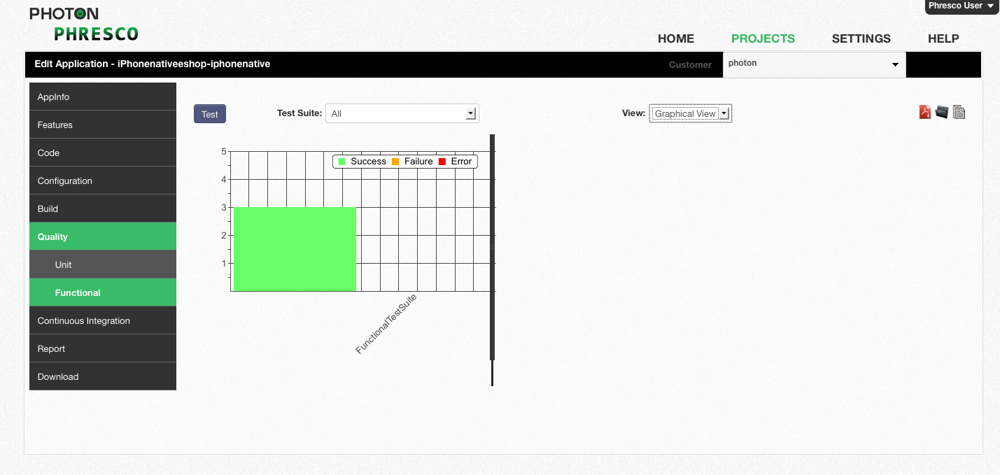 PHOTON
PHRESCO
Phresco User
HOME PROJECTS SETTINGS HELP
Edit Application - iPhonenativeeshop-iphonenative
Customer photon
AppInfo
Features
Code
Configuration
Build
Quality
Unit
Functional
Continuous Integration
Report
Download
Test Test Suite: All View: Graphical View
Success Failure Error
5
4
3
2
1
FunctionalTestSuite